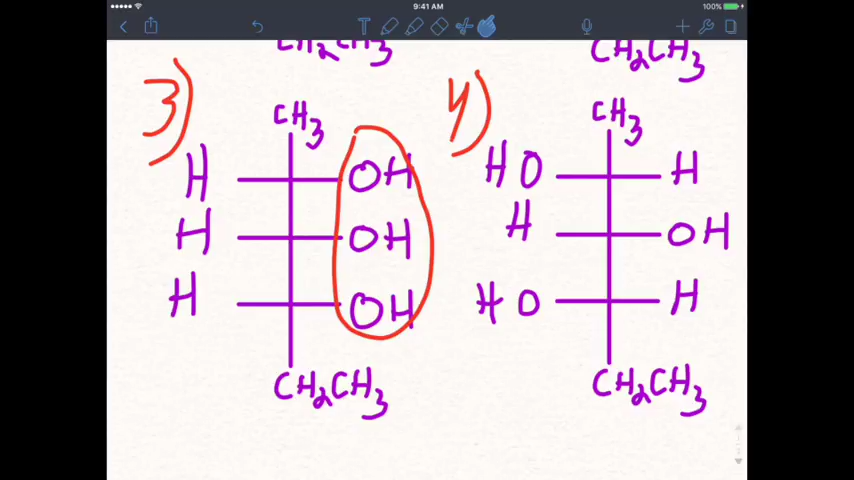 9:41 AM
100%
T
CH2CH3
CH2CH3
3)
4)
CH3
CH3
H
OH
HO
H
H
OH
H
OH
H
OH
HO
H
CH2CH3
CH2CH3